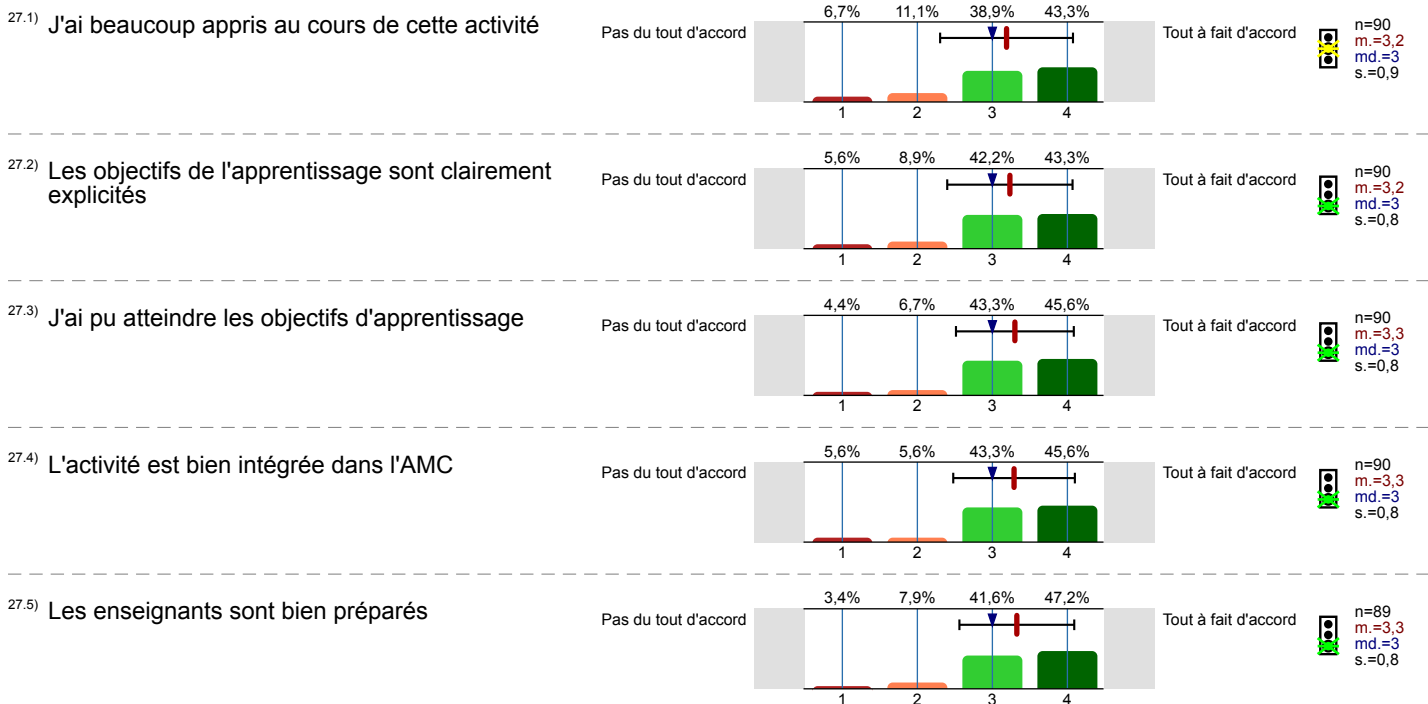 27.1) J'ai beaucoup appris au cours de cette activité
Pas du tout d'accord
6,7% 11,1% 38,9% 43,3%
1 2 3 4
Tout à fait d'accord
n=90
m.=3,2
md.=3
s.=0,9
27.2) Les objectifs de l'apprentissage sont clairement
explicités
Pas du tout d'accord
5,6% 8,9% 42,2% 43,3%
1 2 3 4
Tout à fait d'accord
n=90
m.=3,2
md.=3
s.=0,8
27.3) J'ai pu atteindre les objectifs d'apprentissage
Pas du tout d'accord
4,4% 6,7% 43,3% 45,6%
1 2 3 4
Tout à fait d'accord
n=90
m.=3,3
md.=3
s.=0,8
27.4) L'activité est bien intégrée dans l'AMC
Pas du tout d'accord
5,6% 5,6% 43,3% 45,6%
1 2 3 4
Tout à fait d'accord
n=90
m.=3,3
md.=3
s.=0,8
27.5) Les enseignants sont bien préparés
Pas du tout d'accord
3,4% 7,9% 41,6% 47,2%
1 2 3 4
Tout à fait d'accord
n=89
m.=3,3
md.=3
s.=0,8